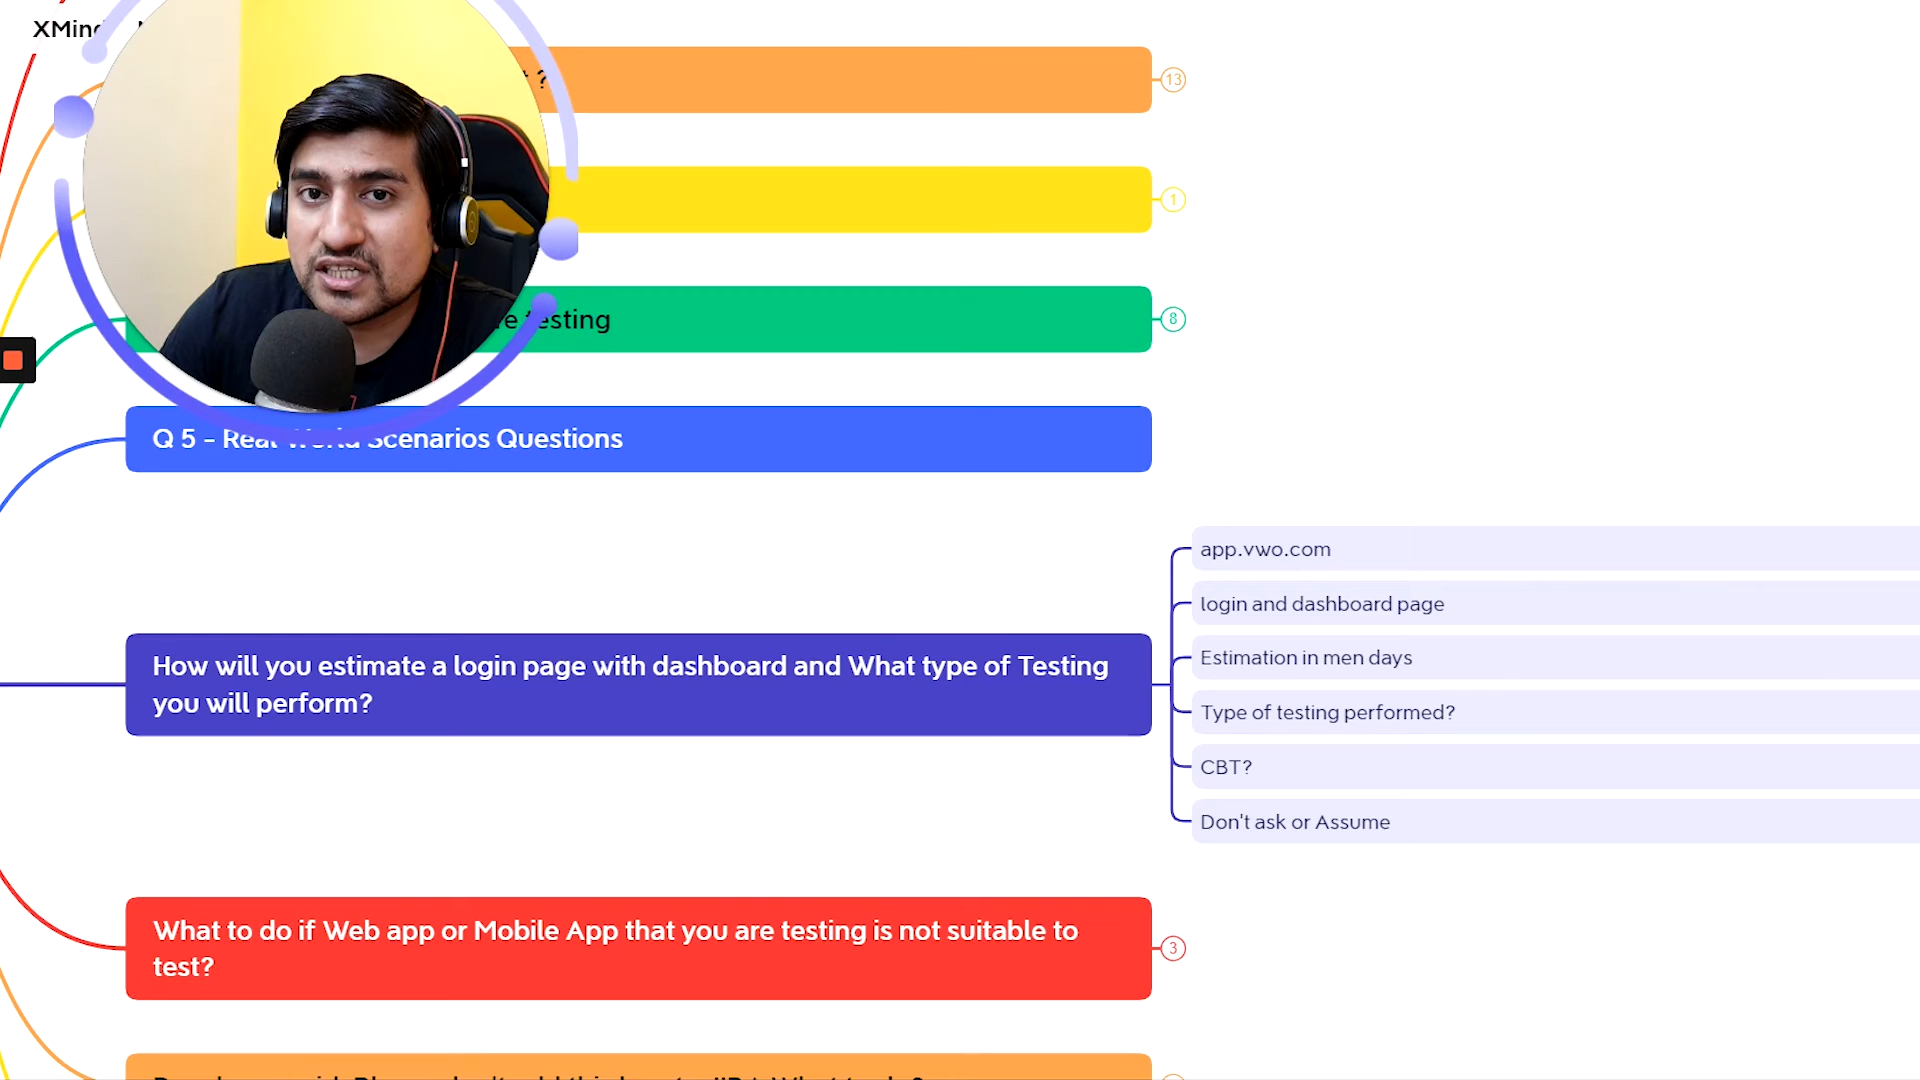 XMind
?
13
1
testing
8
Q 5 - Real World Scenarios Questions
app.vwo.com
login and dashboard page
Estimation in men days
How will you estimate a login page with dashboard and What type of Testing
you will perform?
Type of testing performed?
CBT?
Don't ask or Assume
What to do if Web app or Mobile App that you are testing is not suitable to
test?
3